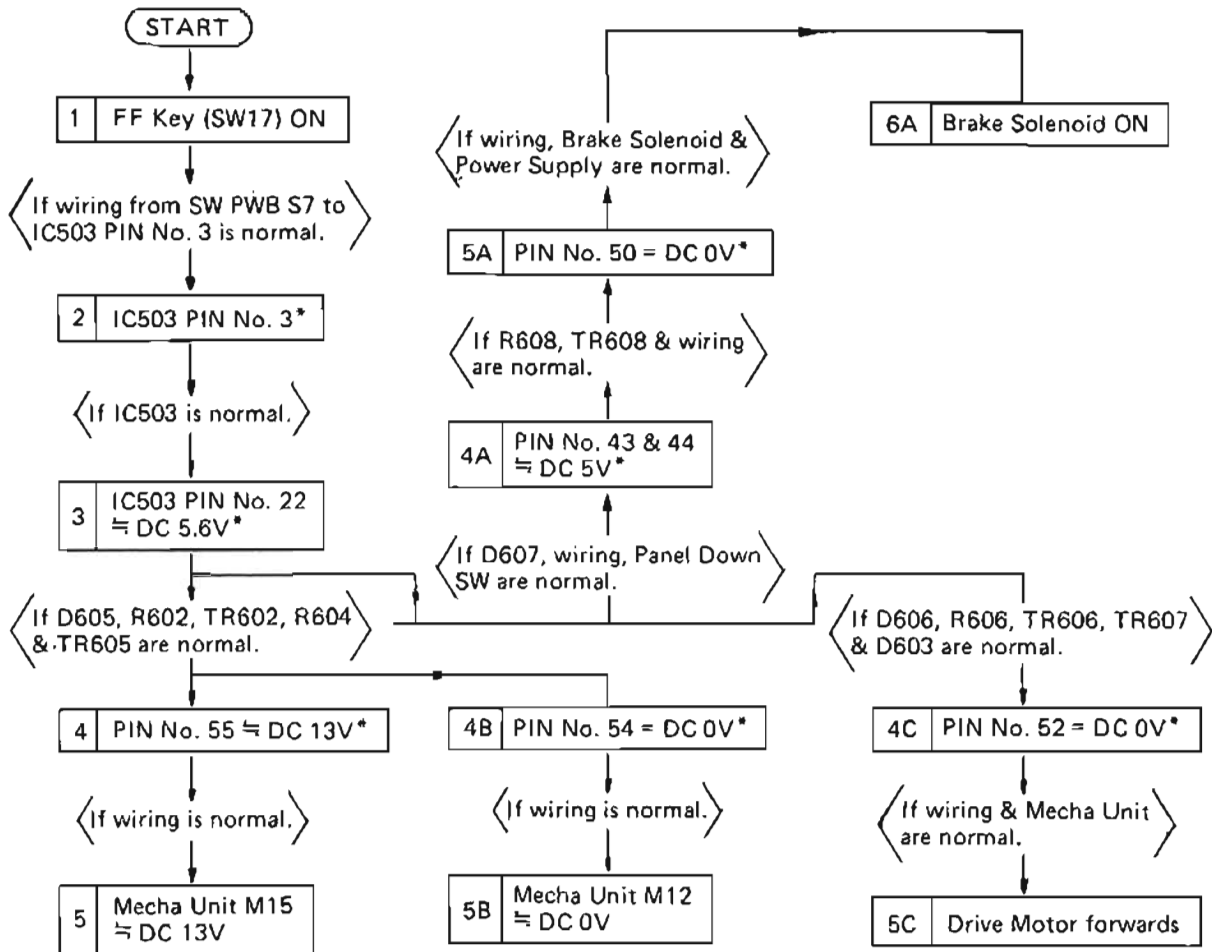 START
1 FF Key (SW17) ON
If wiring from SW PWB S7 to
IC503 PIN No. 3 is normal.
2 IC503 PIN No. 3*
If IC503 is normal.
3 IC503 PIN No. 22
≒ DC 5.6V*
If D605, R602, TR602, R604
& TR605 are normal.
4 PIN No. 55 ≒ DC 13V*
If wiring is normal.
5 Mecha Unit M15
≒ DC 13V
6A Brake Solenoid ON
If wiring, Brake Solenoid &
Power Supply are normal.
5A PIN No. 50 = DC 0V*
If R608, TR608 & wiring
are normal.
4A PIN No. 43 & 44
≒ DC 5V*
If D607, wiring, Panel Down
SW are normal.
4B PIN No. 54 = DC 0V*
If wiring is normal.
5B Mecha Unit M12
≒ DC 0V
If D606, R606, TR606, TR607
& D603 are normal.
4C PIN No. 52 = DC 0V*
If wiring & Mecha Unit
are normal.
5C Drive Motor forwards